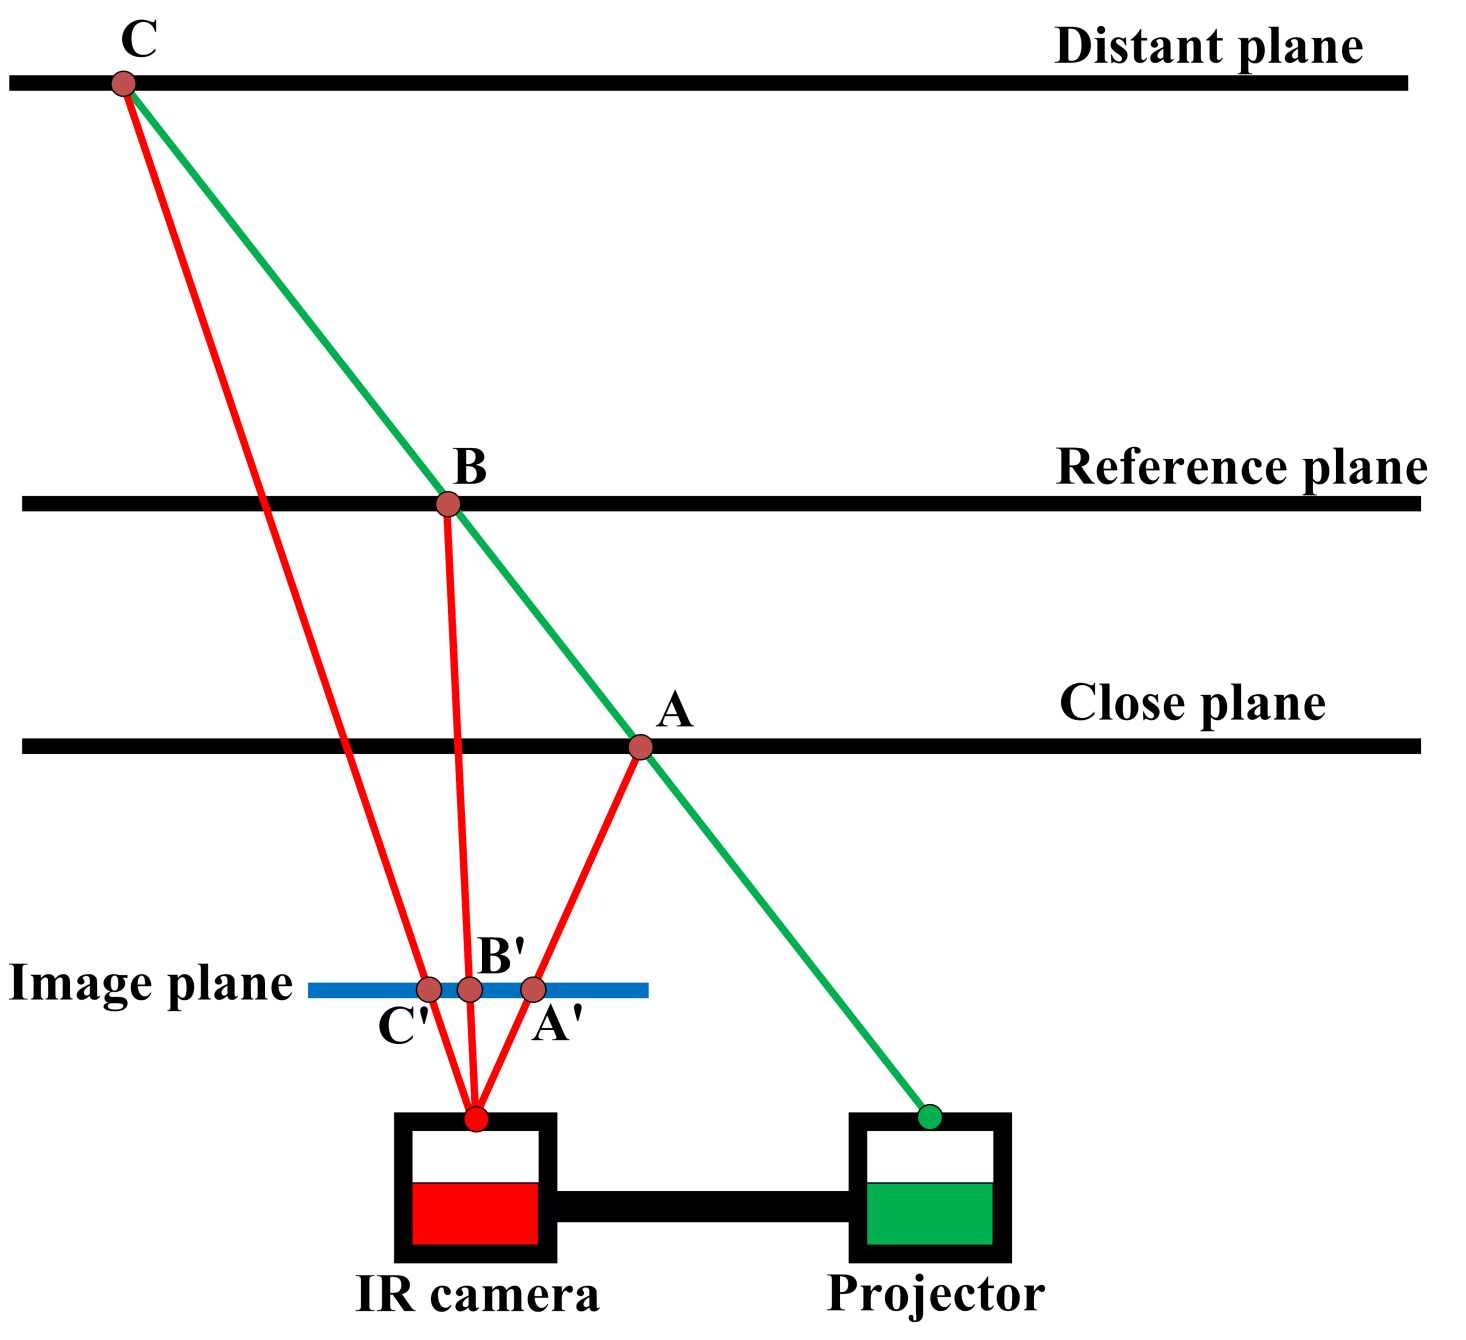 C
Distant plane
B
Reference plane
A
Close plane
B'
Image plane
C'
A'
IR camera
Projector